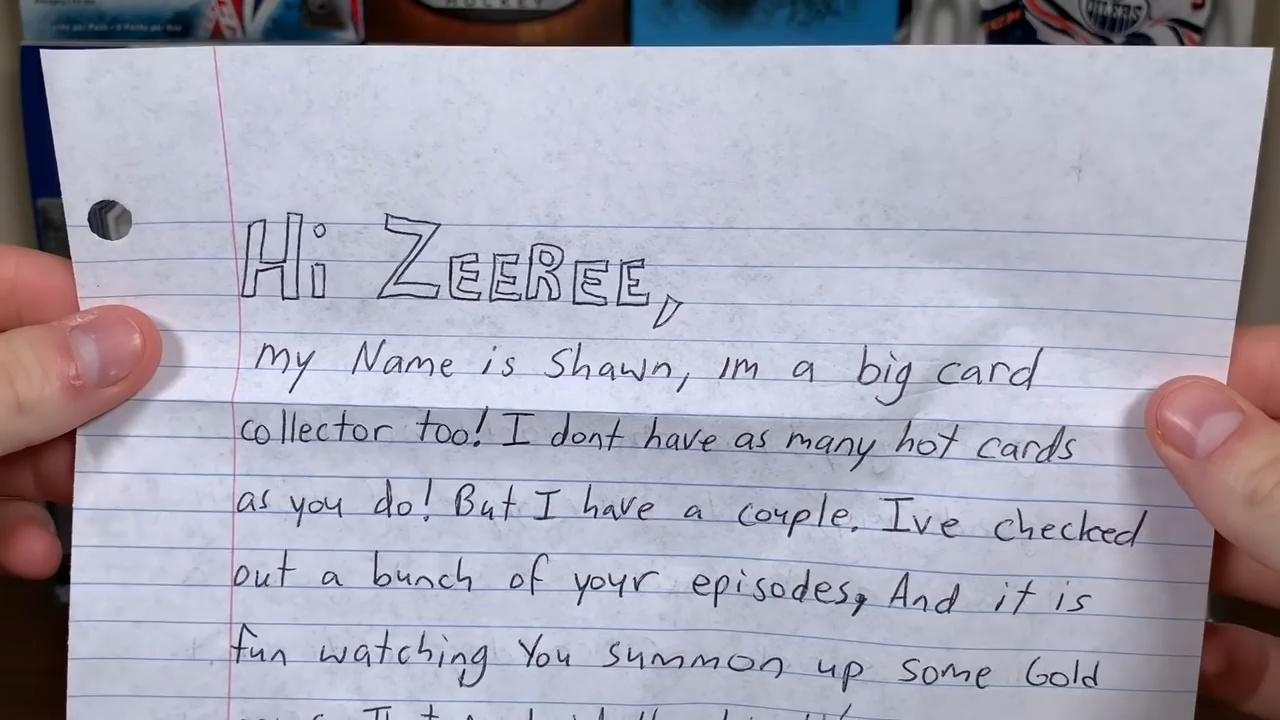 HOCKEY
OILERS
Hi ZEEREE,
my Name is Shawn, Im a big card
collector too! I dont have as many hot cards
as you do! But I have a couple. Ive checked
out a bunch of your episodes, And it is
fun watching You summon up some Gold